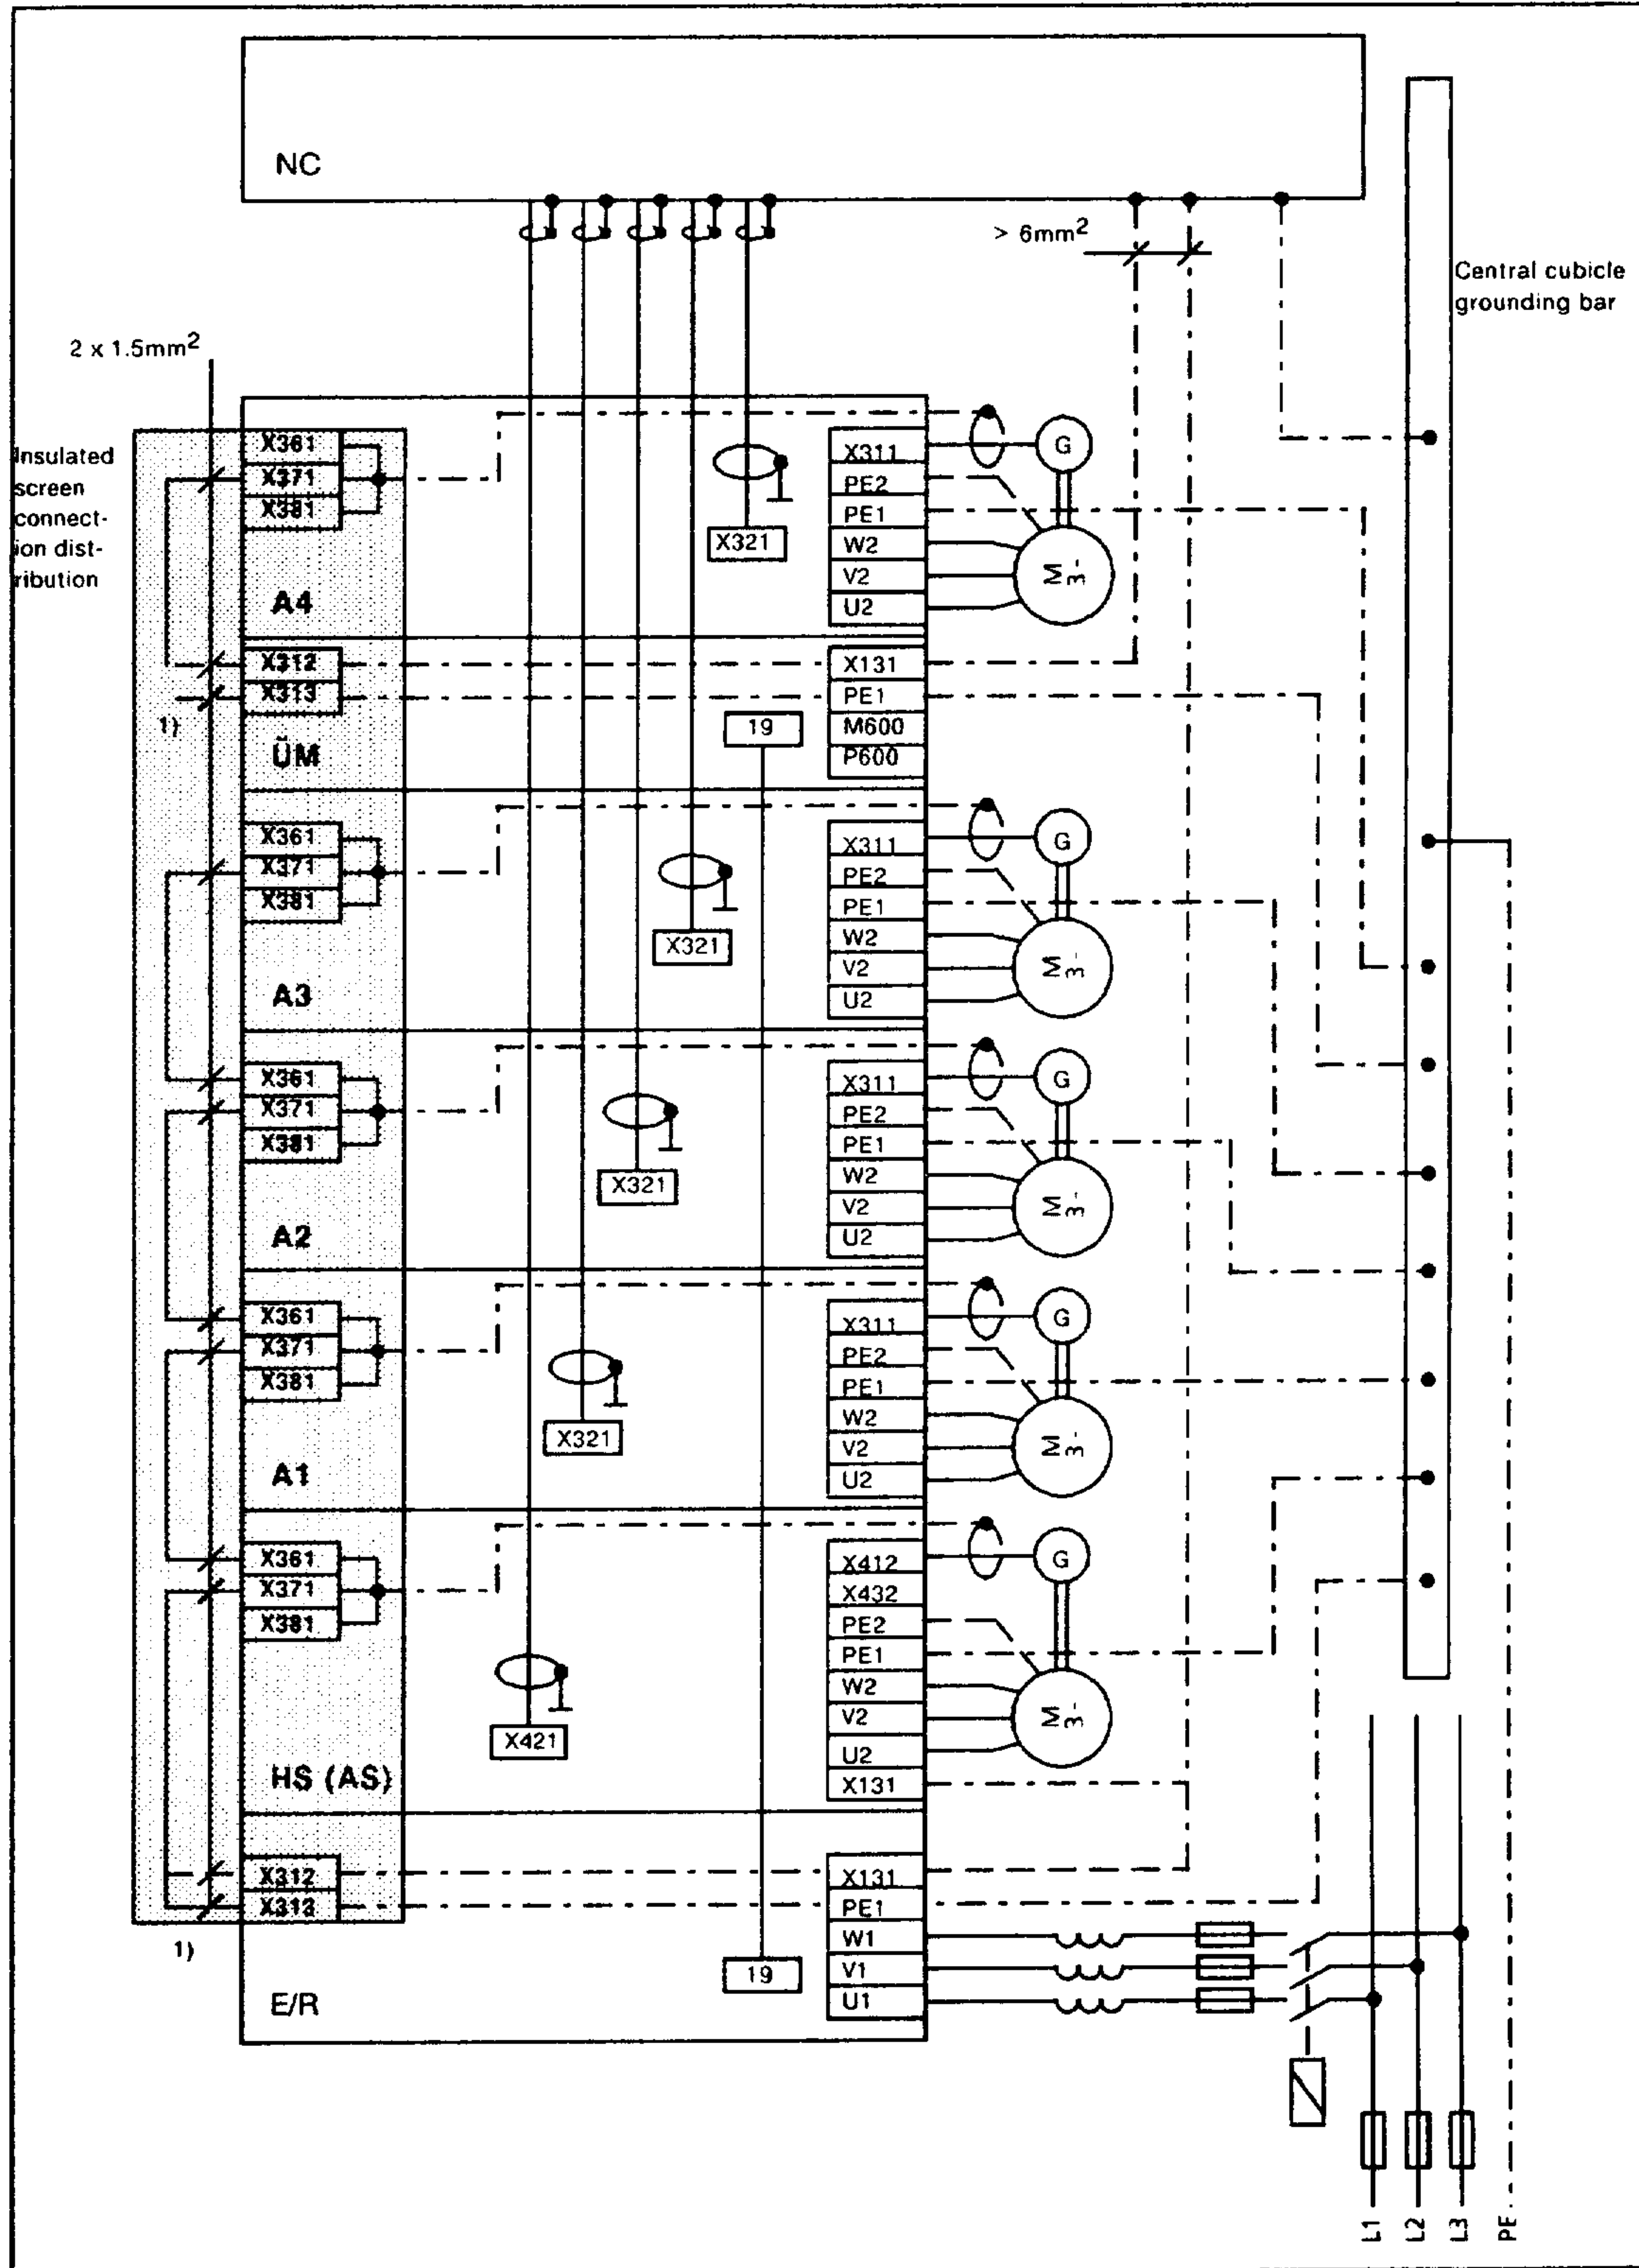 NC
> 6mm²
Central cubicle
grounding bar
2 x 1.5mm²
Insulated
screen
connect-
ion dist-
ribution
X361
X371
X381
A4
X321
X311
PE2
PE1
W2
V2
U2
G
M
3~
X312
X313
1)
ÜM
19
X131
PE1
M600
P600
X361
X371
X381
A3
X321
X311
PE2
PE1
W2
V2
U2
G
M
3~
X361
X371
X381
A2
X321
X311
PE2
PE1
W2
V2
U2
G
M
3~
X361
X371
X381
A1
X321
X311
PE2
PE1
W2
V2
U2
G
M
3~
X361
X371
X381
HS (AS)
X421
X412
X432
PE2
PE1
W2
V2
U2
X131
G
M
3~
X312
X313
1)
E/R
19
X131
PE1
W1
V1
U1
L1
L2
L3
PE